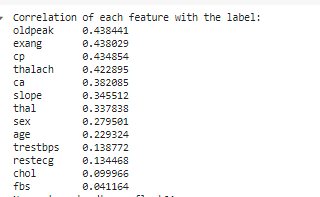 Correlation of each feature with the label:
oldpeak 0.438441
exang 0.438029
cp 0.434854
thalach 0.422895
ca 0.382085
slope 0.345512
thal 0.337838
sex 0.279501
age 0.229324
trestbps 0.138772
restecg 0.134468
chol 0.099966
fbs 0.041164